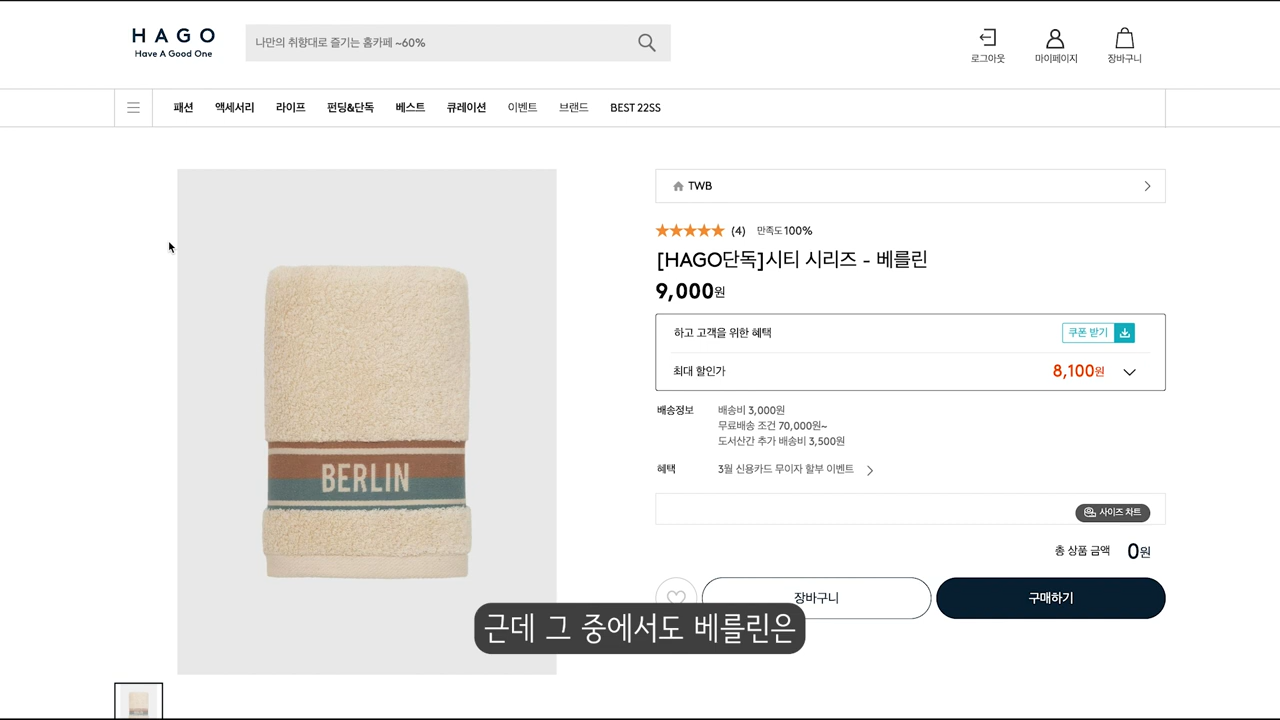 HAGO
Have A Good One
나만의 취향대로 즐기는 홈카페 ~60%
로그아웃
마이페이지
장바구니
패션
액세서리
라이프
펀딩&단독
베스트
큐레이션
이벤트
브랜드
BEST 22SS
TWB
★★★★★ (4) 만족도 100%
[HAGO단독]시티 시리즈 - 베를린
9,000원
하고 고객을 위한 혜택
쿠폰 받기
최대 할인가
8,100원
배송정보
배송비 3,000원
무료배송 조건 70,000원~
도서산간 추가 배송비 3,500원
혜택
3월 신용카드 무이자 할부 이벤트
사이즈 차트
총 상품 금액 0원
장바구니
구매하기
BERLIN
근데 그 중에서도 베를린은